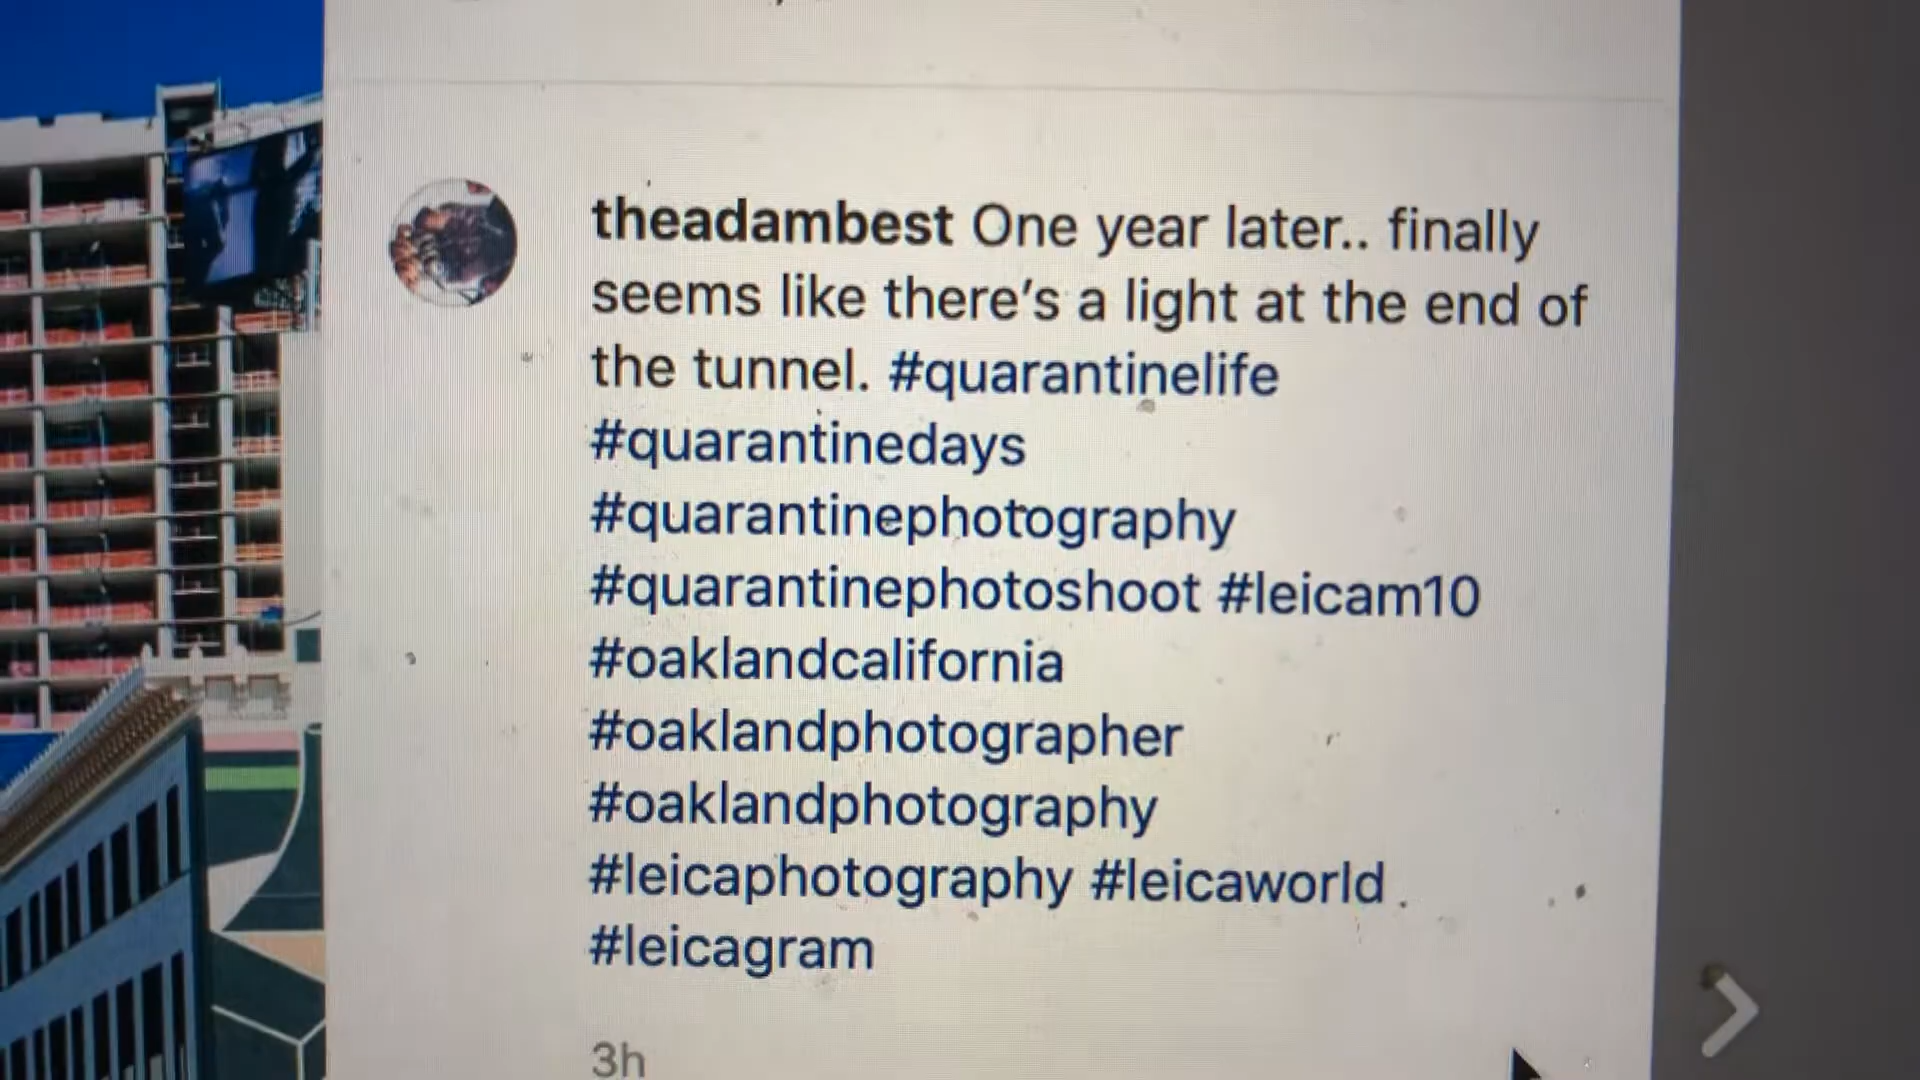 theadambest One year later.. finally
seems like there’s a light at the end of
the tunnel. #quarantinelife
#quarantinedays
#quarantinephotography
#quarantinephotoshoot #leicam10
#oaklandcalifornia
#oaklandphotographer
#oaklandphotography
#leicaphotography #leicaworld
#leicagram
3h